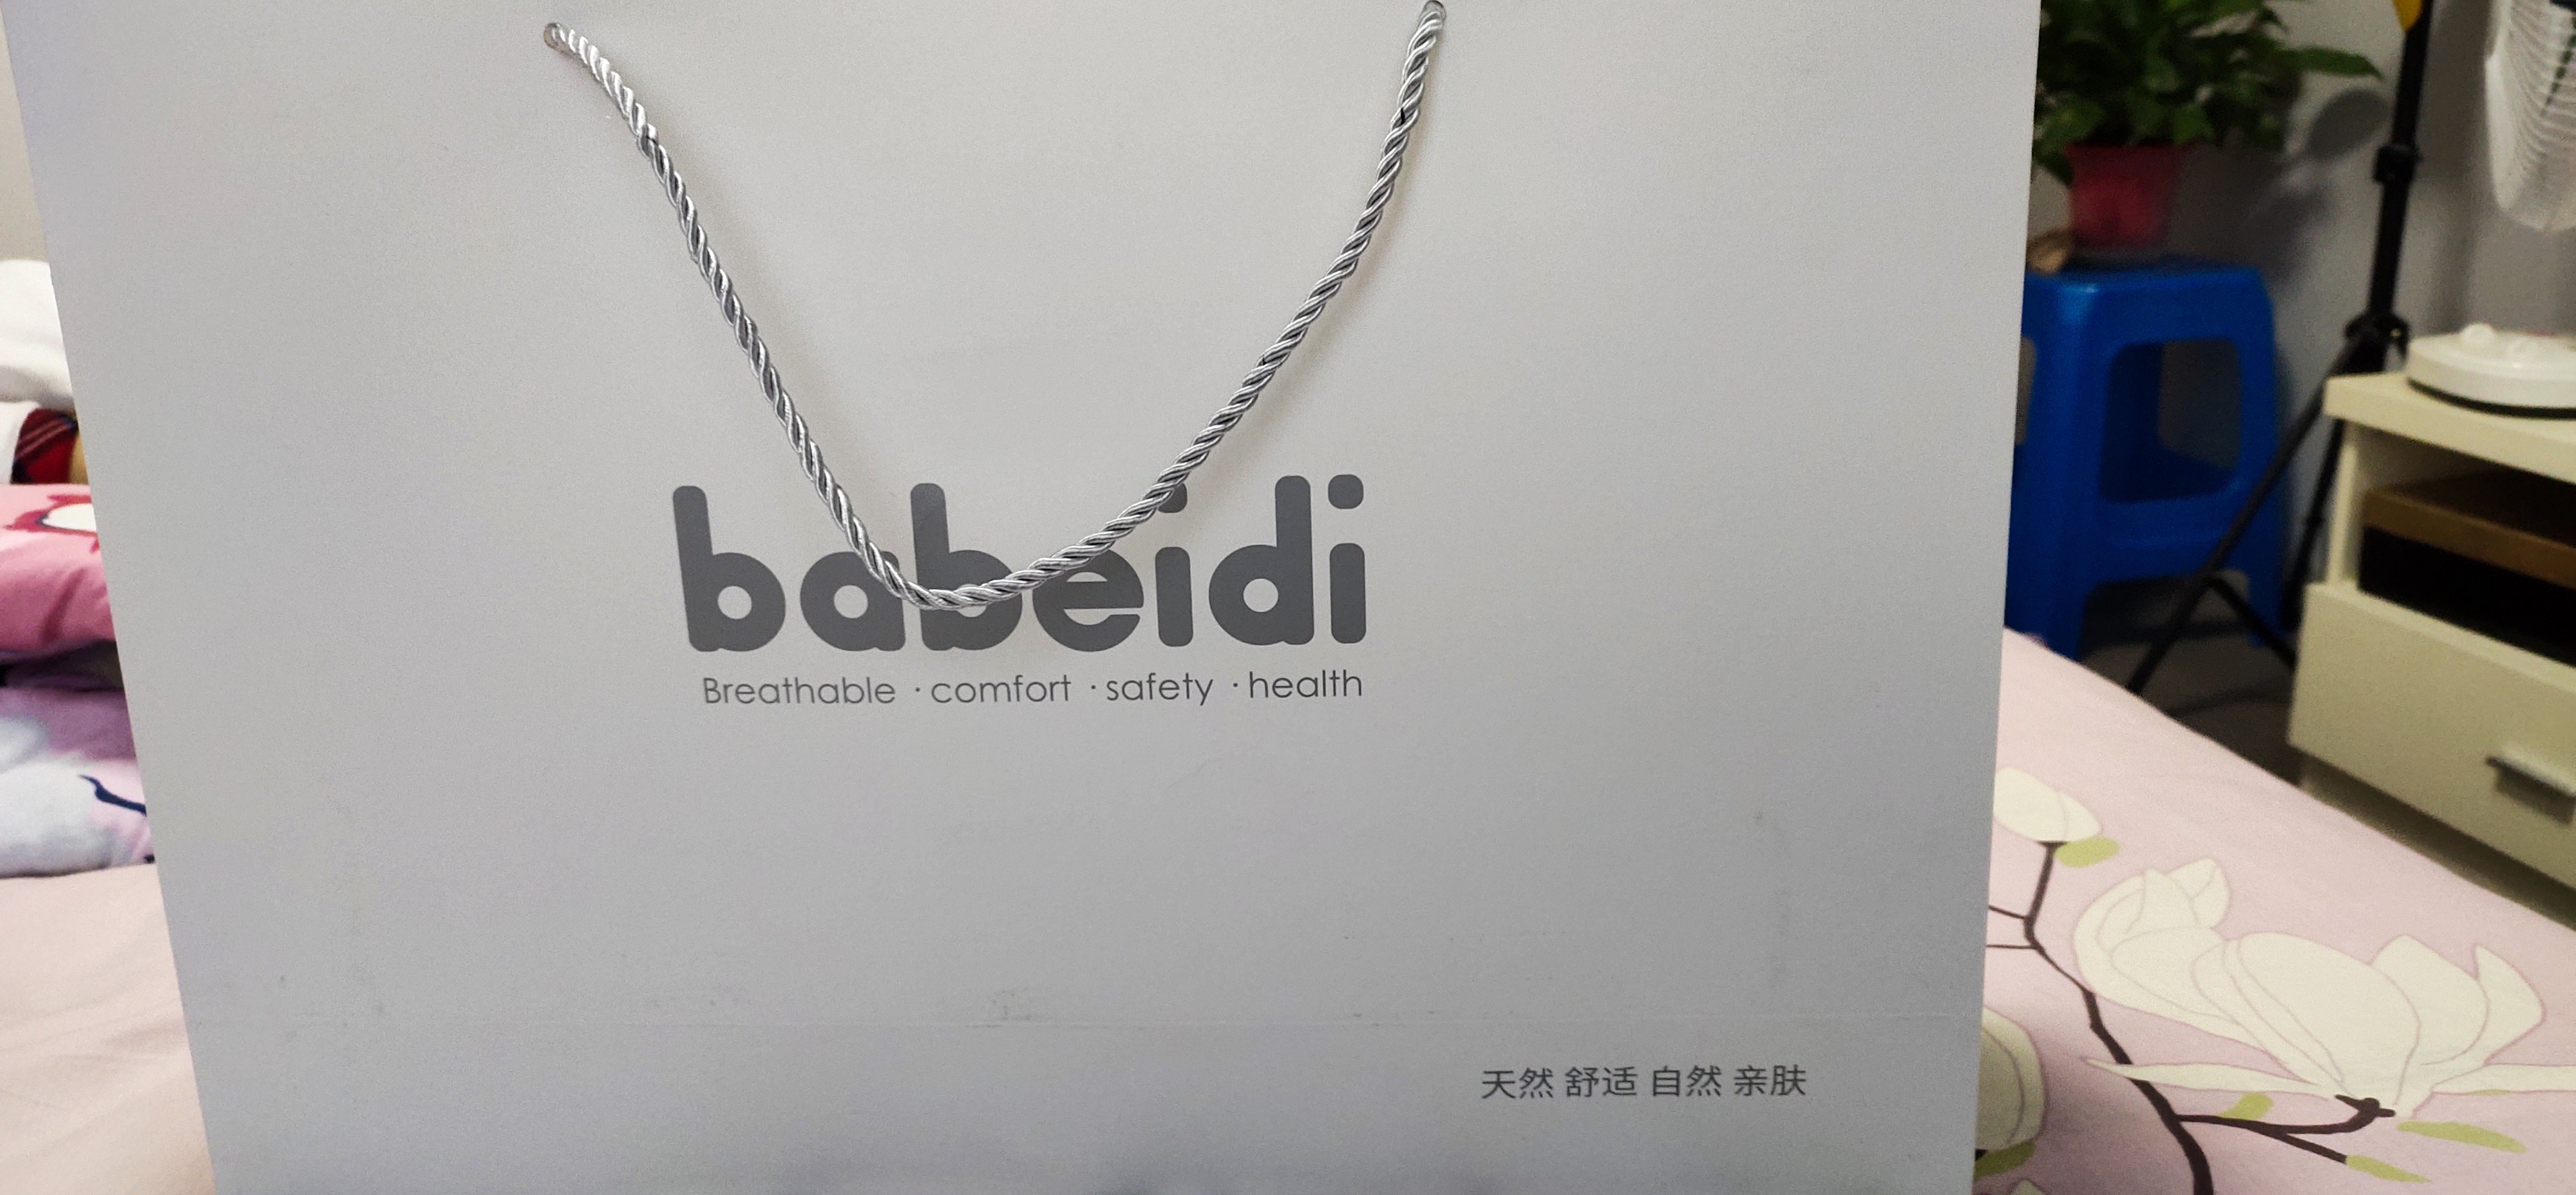 babeidi
Breathable · comfort · safety · health
天然 舒适 自然 亲肤